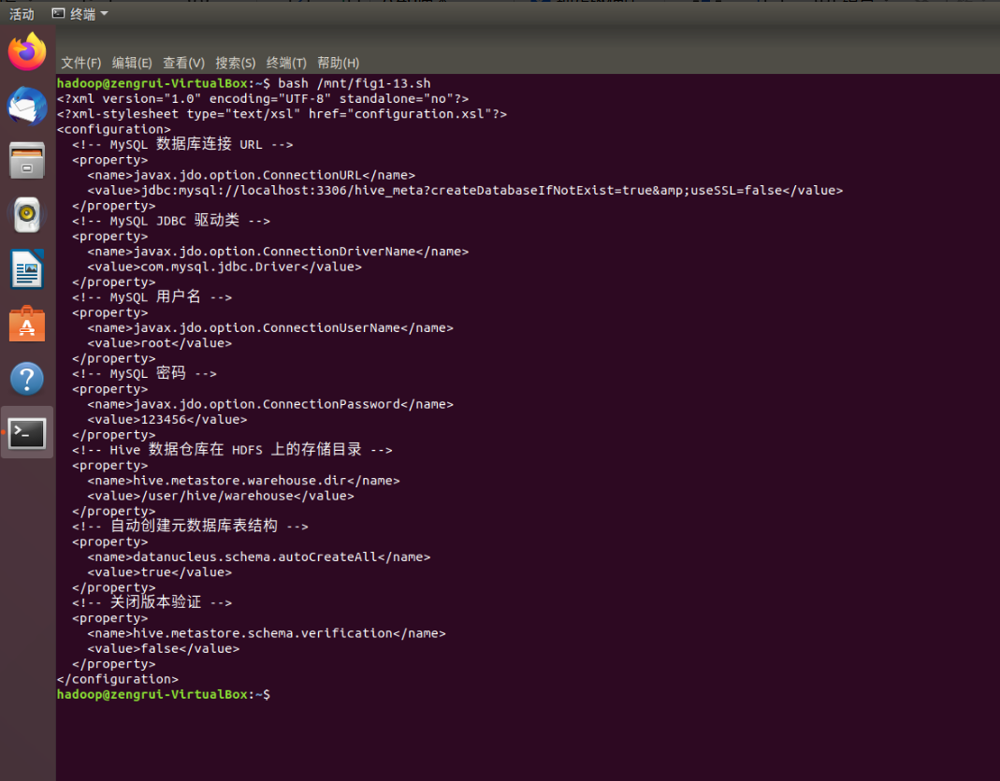 活动 终端
文件(F) 编辑(E) 查看(V) 搜索(S) 终端(T) 帮助(H)
hadoop@zengrui-VirtualBox:~$ bash /mnt/fig1-13.sh
<?xml version="1.0" encoding="UTF-8" standalone="no"?>
<?xml-stylesheet type="text/xsl" href="configuration.xsl"?>
<configuration>
  <!-- MySQL 数据库连接 URL -->
  <property>
    <name>javax.jdo.option.ConnectionURL</name>
    <value>jdbc:mysql://localhost:3306/hive_meta?createDatabaseIfNotExist=true&amp;useSSL=false</value>
  </property>
  <!-- MySQL JDBC 驱动类 -->
  <property>
    <name>javax.jdo.option.ConnectionDriverName</name>
    <value>com.mysql.jdbc.Driver</value>
  </property>
  <!-- MySQL 用户名 -->
  <property>
    <name>javax.jdo.option.ConnectionUserName</name>
    <value>root</value>
  </property>
  <!-- MySQL 密码 -->
  <property>
    <name>javax.jdo.option.ConnectionPassword</name>
    <value>123456</value>
  </property>
  <!-- Hive 数据仓库在 HDFS 上的存储目录 -->
  <property>
    <name>hive.metastore.warehouse.dir</name>
    <value>/user/hive/warehouse</value>
  </property>
  <!-- 自动创建元数据库表结构 -->
  <property>
    <name>datanucleus.schema.autoCreateAll</name>
    <value>true</value>
  </property>
  <!-- 关闭版本验证 -->
  <property>
    <name>hive.metastore.schema.verification</name>
    <value>false</value>
  </property>
</configuration>
hadoop@zengrui-VirtualBox:~$